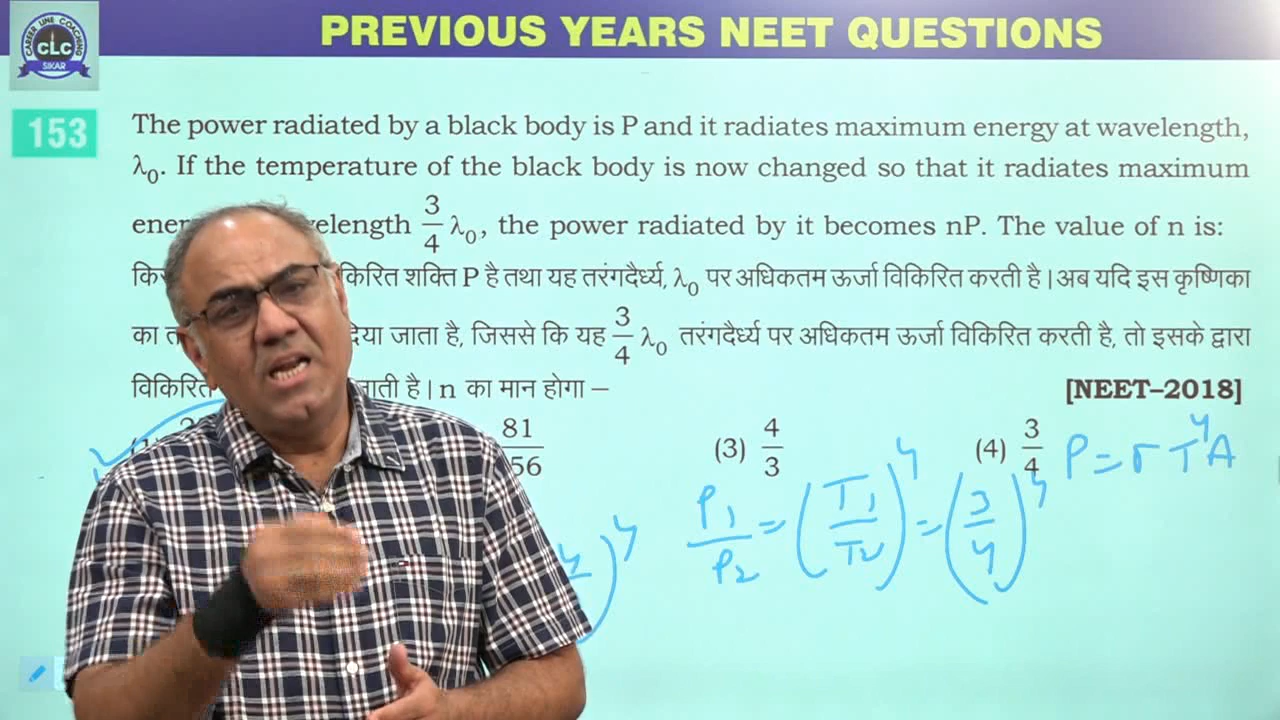 PREVIOUS YEARS NEET QUESTIONS
CAREER LINE COACHING
CLC
SIKAR
153
The power radiated by a black body is P and it radiates maximum energy at wavelength,
λ₀. If the temperature of the black body is now changed so that it radiates maximum
3/4 λ₀, the power radiated by it becomes nP. The value of n is:
शक्ति P है तथा यह तरंगदैर्ध्य, λ₀ पर अधिकतम ऊर्जा विकिरित करती है। अब यदि इस कृष्णिका
का जाता है, जिससे कि यह 3/4 λ₀ तरंगदैर्ध्य पर अधिकतम ऊर्जा विकिरित करती है, तो इसके द्वारा
विकिरित जाती है। n का मान होगा –
[NEET–2018]
81 (3) 4/3 (4) 3/4 P = σT⁴A
P₁/P₂ = (T₁/T₂)⁴ = (3/4)⁴